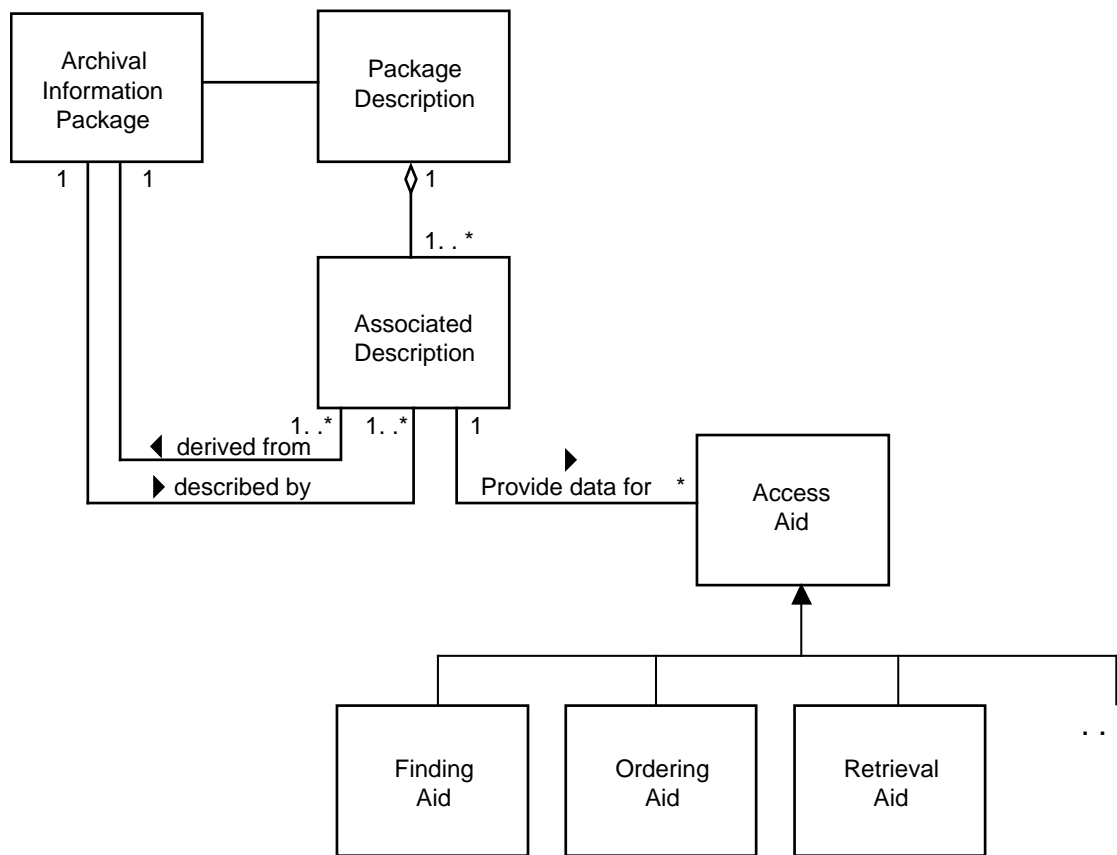 Archival
Information
Package
Package
Description
1
1
1
1. . *
Associated
Description
1. .*
1. .*
1
derived from
described by
Provide data for
*
Access
Aid
Finding
Aid
Ordering
Aid
Retrieval
Aid
. .